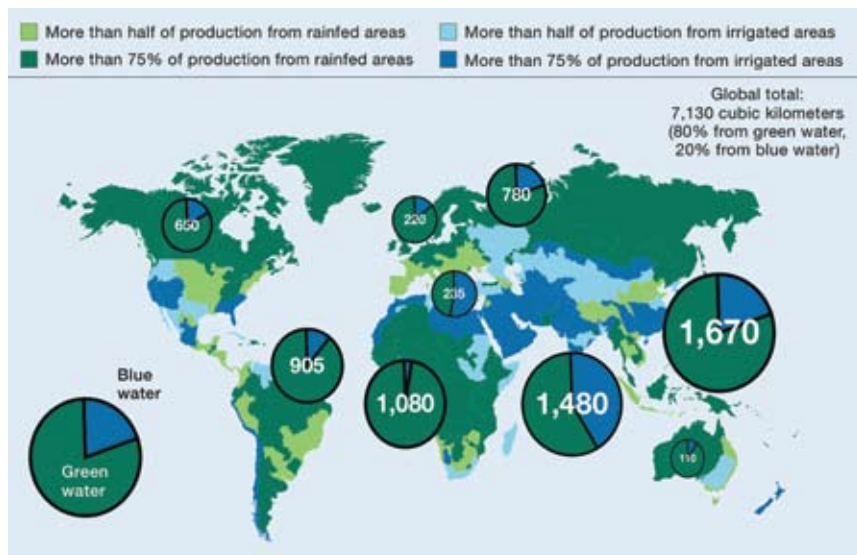 More than half of production from rainfed areas
More than 75% of production from rainfed areas
More than half of production from irrigated areas
More than 75% of production from irrigated areas
Global total:
7,130 cubic kilometers
(80% from green water,
20% from blue water)
650
220
780
235
1,670
905
1,080
1,480
110
Blue
water
Green
water